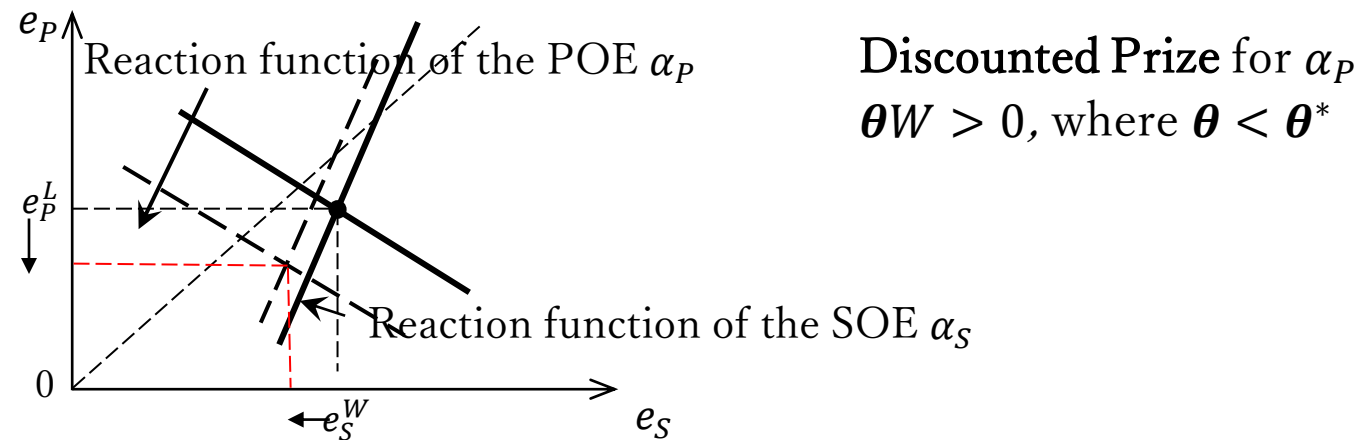 e_P
Reaction function of the POE α_P
Discounted Prize for α_P
θW > 0, where θ < θ*
e_P^L
Reaction function of the SOE α_S
0
e_S^W
e_S